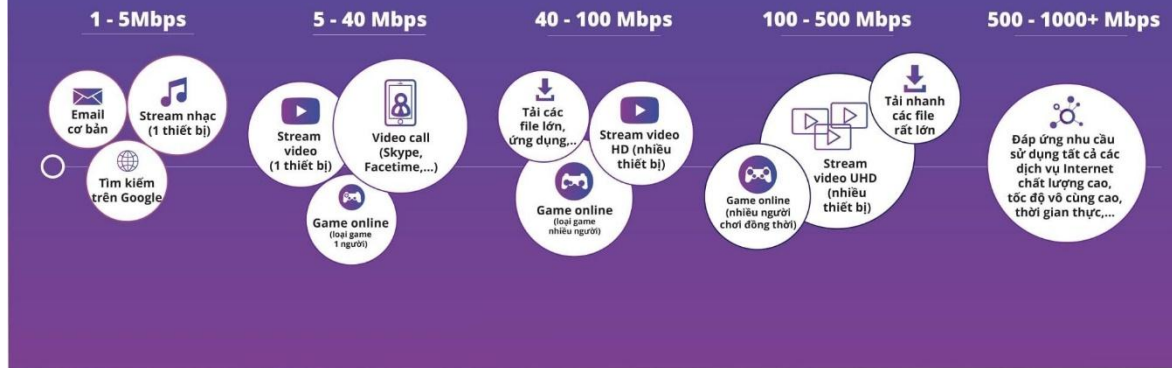 1 - 5Mbps
Email
cơ bản
Stream nhạc
(1 thiết bị)
Tìm kiếm
trên Google
5 - 40 Mbps
Stream
video
(1 thiết bị)
Video call
(Skype,
Facetime,...)
Game online
(loại game
1 người)
40 - 100 Mbps
Tải các
file lớn,
ứng dụng,..
Stream video
HD (nhiều
thiết bị)
Game online
(loại game
nhiều người)
100 - 500 Mbps
Tải nhanh
các file
rất lớn
Stream
video UHD
(nhiều
thiết bị)
Game online
(nhiều người
chơi đồng thời)
500 - 1000+ Mbps
Đáp ứng nhu cầu
sử dụng tất cả các
dịch vụ Internet
chất lượng cao,
tốc độ vô cùng cao,
thời gian thực,...